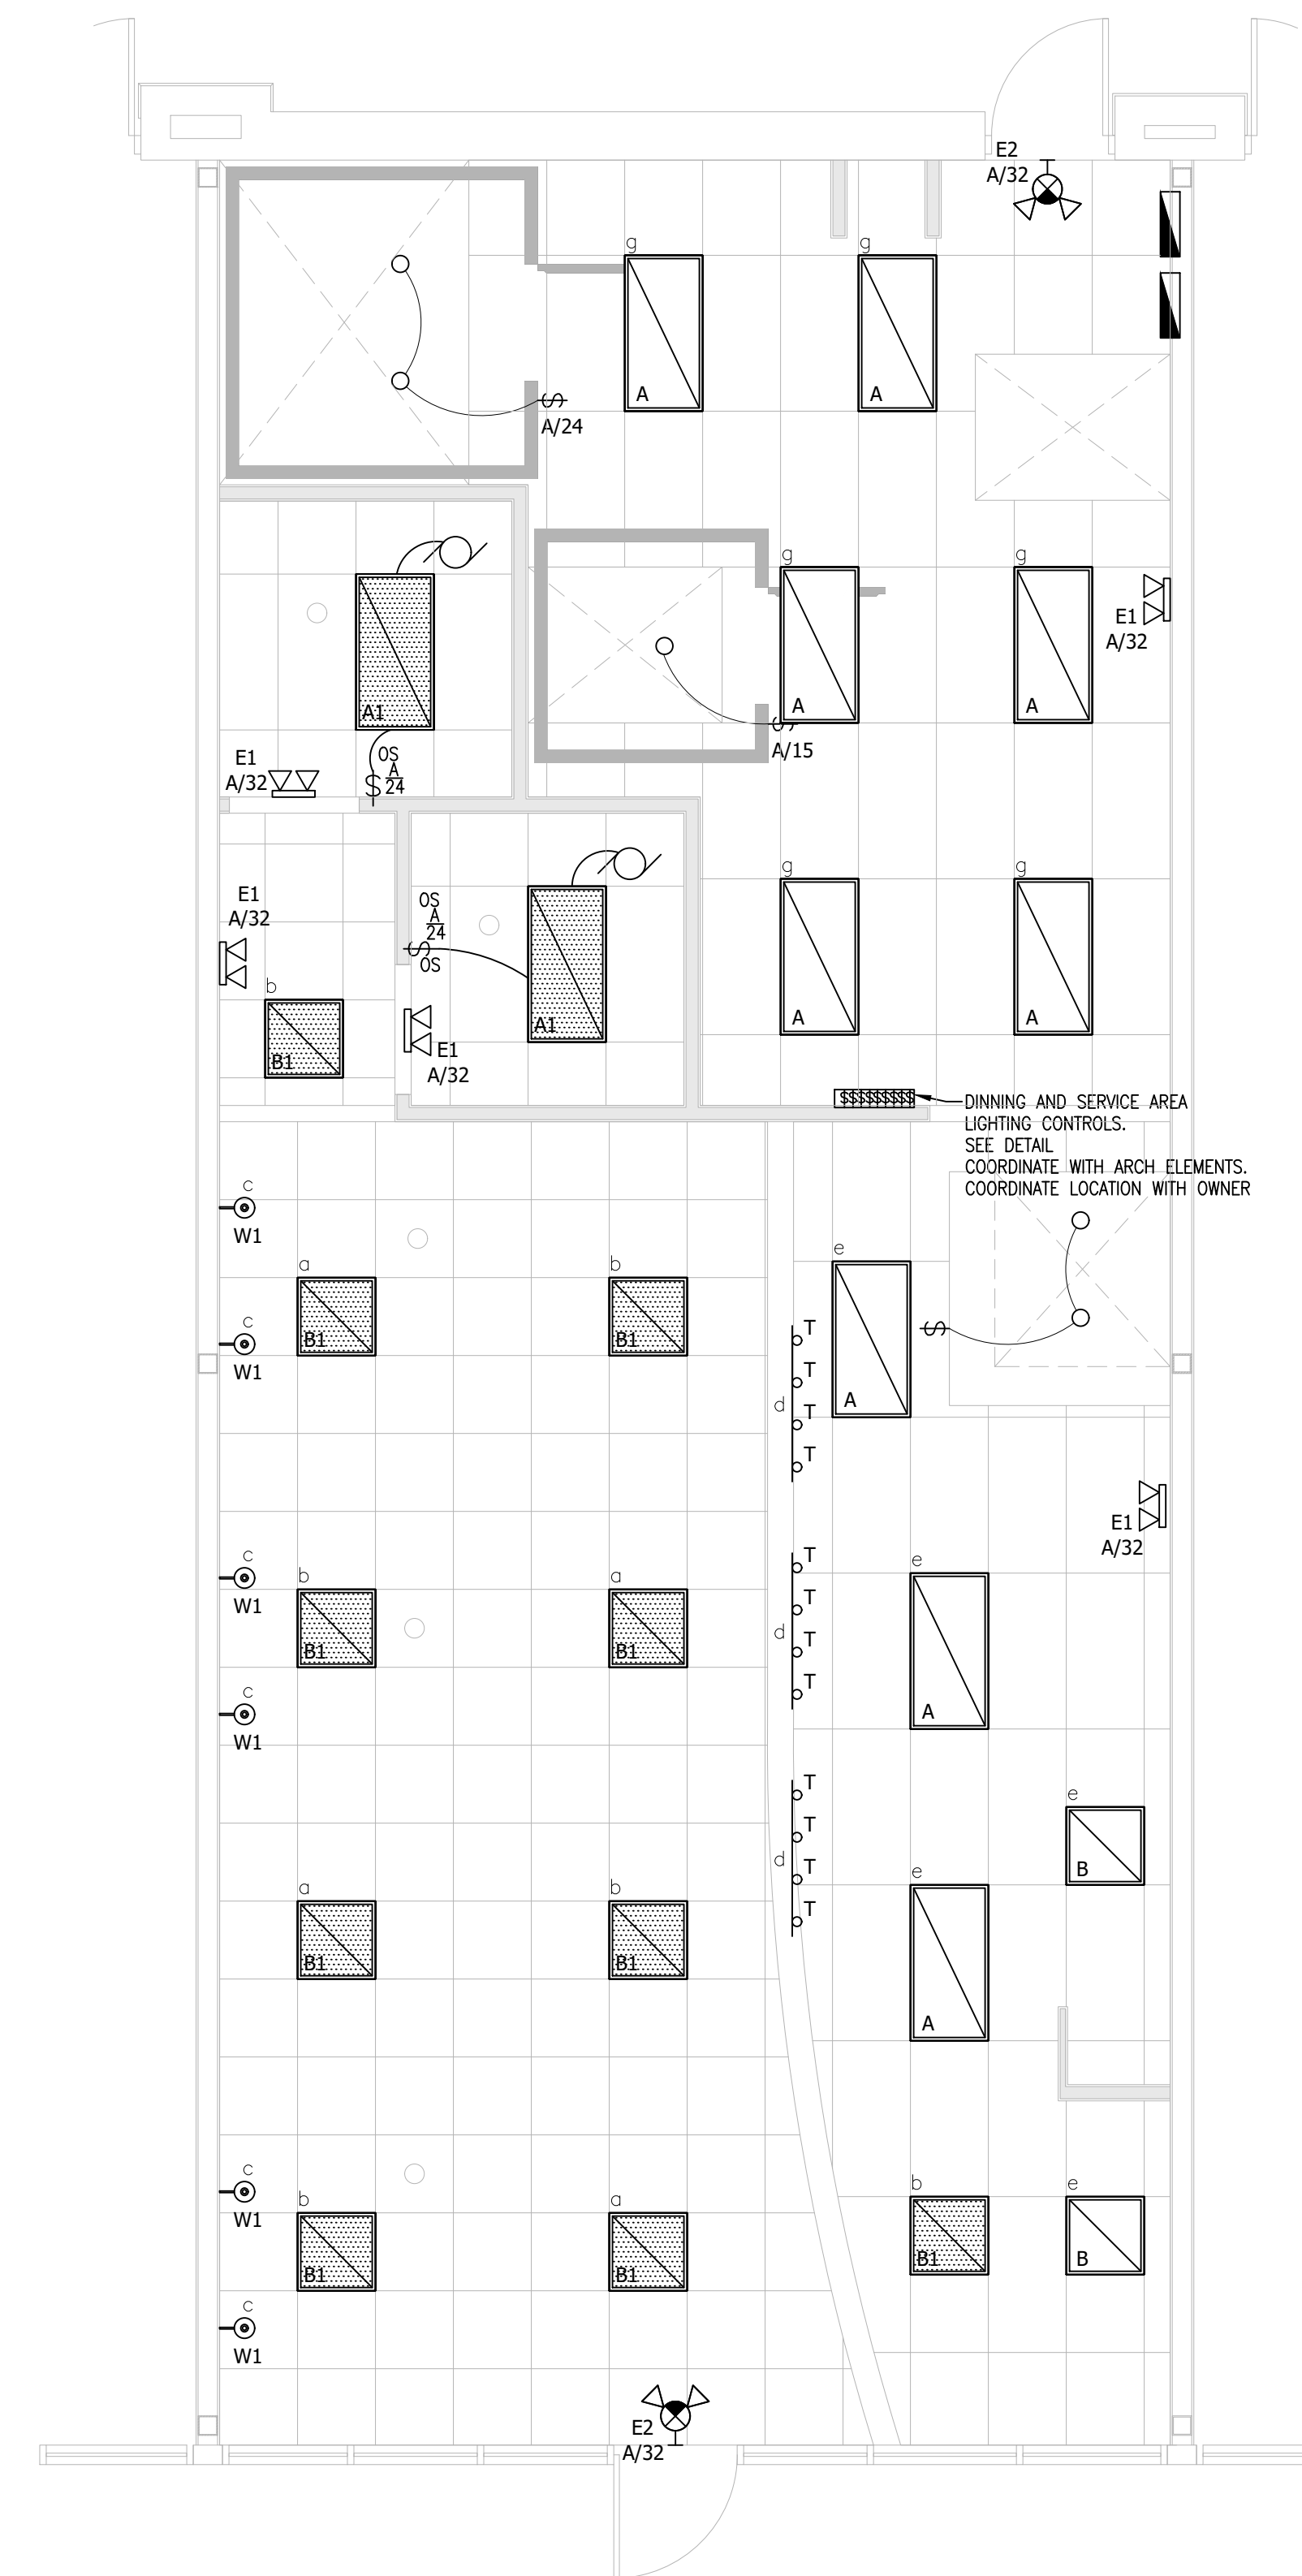 E2
A/32
g
g
A
A
A/24
g
g
E1
A/32
A
A
A1
A/15
OS
A
24
$
E1
A/32
g
g
E1
A/32
OS
A
24
$
OS
b
A
A
A1
B1
E1
A/32
$$$$$$$$$
DINNING AND SERVICE AREA
LIGHTING CONTROLS.
SEE DETAIL
COORDINATE WITH ARCH ELEMENTS.
COORDINATE LOCATION WITH OWNER
c
W1
a
b
e
c
B1
B1
W1
T
T
d
T
T
$
A
E1
A/32
c
b
a
e
W1
B1
B1
T
T
d
T
T
c
W1
A
e
T
T
d
T
T
B
a
b
e
B1
B1
A
c
W1
b
a
b
e
B1
B1
B1
B
c
W1
E2
A/32